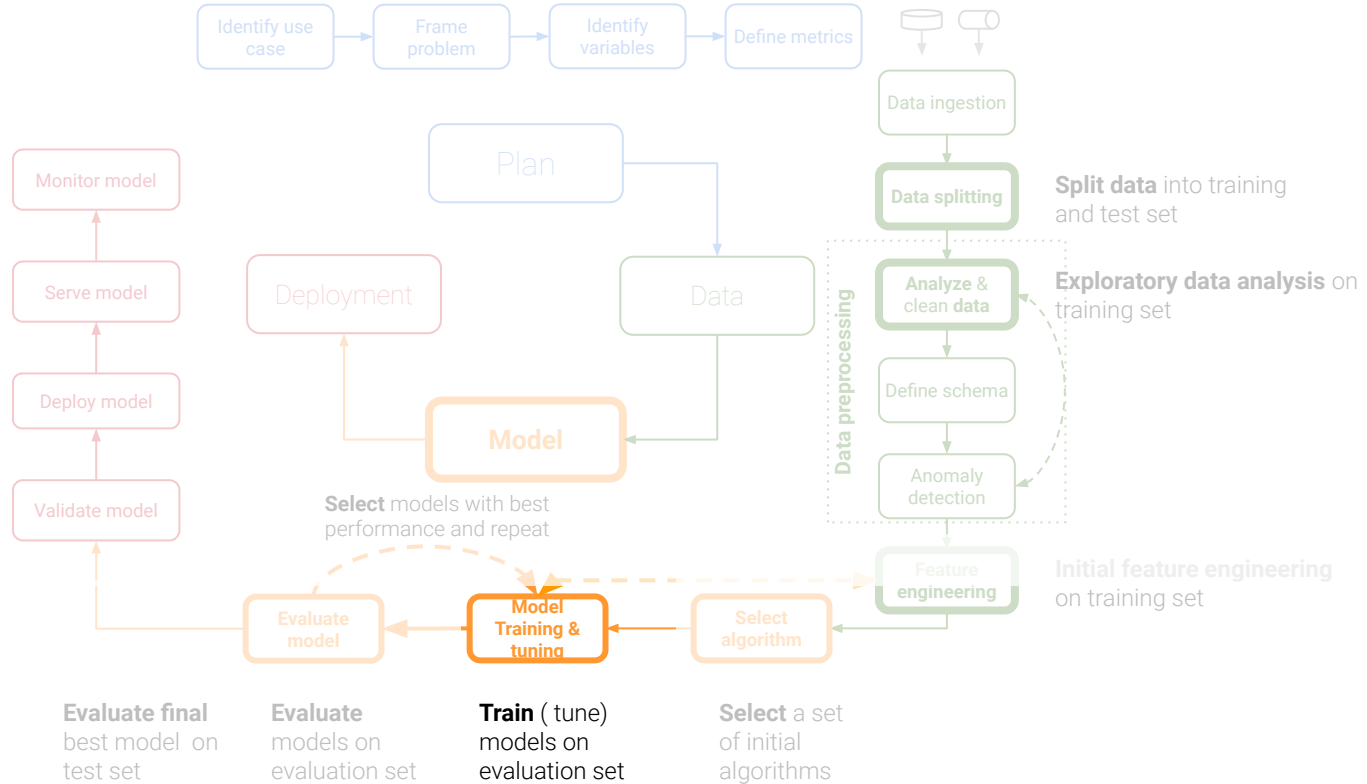 Identify use
case
Frame
problem
Identify
variables
Define metrics
Data ingestion
Plan
Monitor model
Data splitting
Split data into training
and test set
Deployment
Data
Serve model
Analyze &
clean data
Exploratory data analysis on
training set
Data preprocessing
Define schema
Deploy model
Model
Anomaly
detection
Validate model
Select models with best
performance and repeat
Feature
engineering
Initial feature engineering
on training set
Evaluate
model
Model
Training &
tuning
Select
algorithm
Evaluate final
best model on
test set
Evaluate
models on
evaluation set
Train ( tune)
models on
evaluation set
Select a set
of initial
algorithms